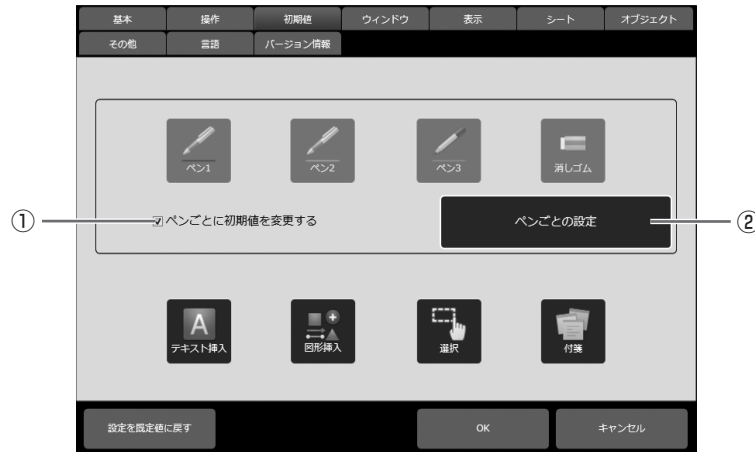 基本 操作 初期値 ウィンドウ 表示 シート オブジェクト
その他 言語 バージョン情報
ペン1 ペン2 ペン3 消しゴム
① ペンごとに初期値を変更する ペンごとの設定 ②
A
テキスト挿入 図形挿入 選択 付箋
設定を既定値に戻す OK キャンセル